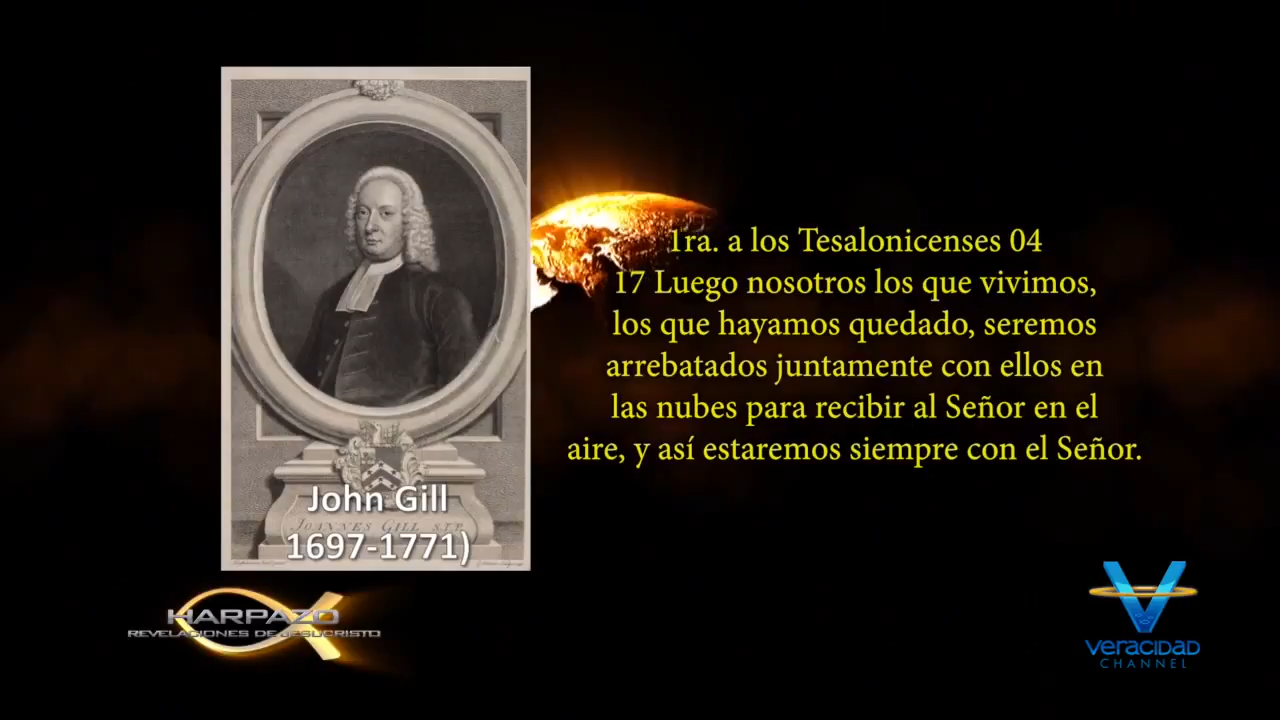 1ra. a los Tesalonicenses 04
17 Luego nosotros los que vivimos,
los que hayamos quedado, seremos
arrebatados juntamente con ellos en
las nubes para recibir al Señor en el
aire, y así estaremos siempre con el Señor.
John Gill
JOANNES GILL S.T.P.
1697-1771)
HARPAZO
REVELACIONES DE JESUCRISTO
VERACIDAD
CHANNEL